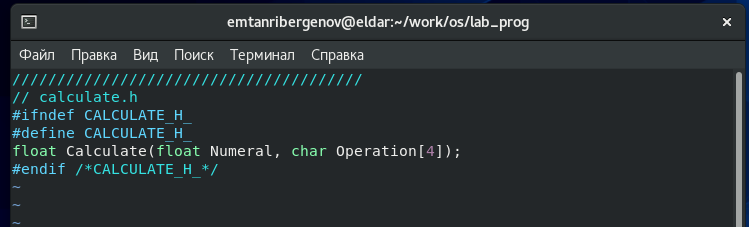 emtanribergenov@eldar:~/work/os/lab_prog
Файл Правка Вид Поиск Терминал Справка
///////////////////////////////////////
// calculate.h
#ifndef CALCULATE_H_
#define CALCULATE_H_
float Calculate(float Numeral, char Operation[4]);
#endif /*CALCULATE_H_*/
~
~
~